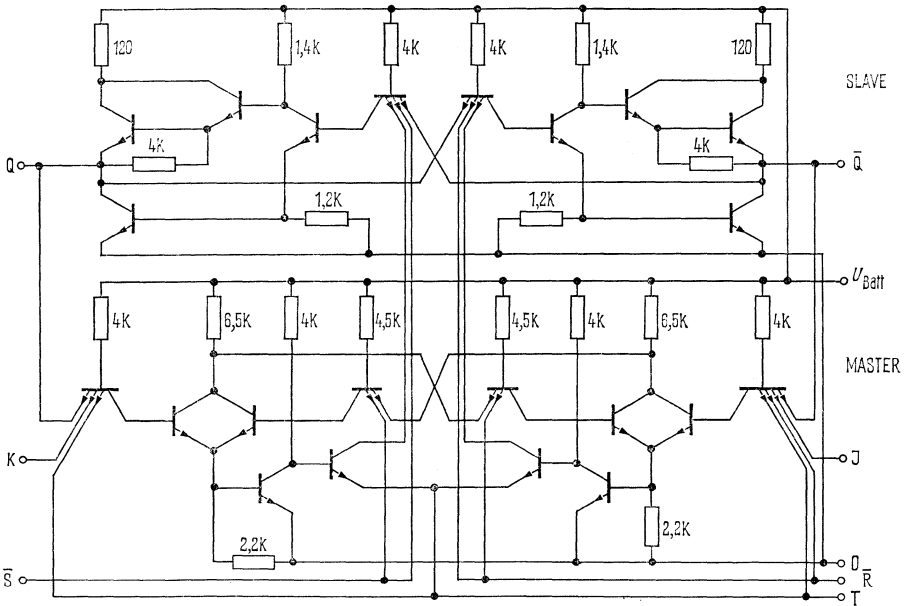 120 1,4K 4K 4K 1,4K 120
SLAVE
4K 4K
Q Q̅
1,2K 1,2K
U Batt
4K 6,5K 4K 4,5K 4,5K 4K 6,5K 4K
MASTER
K J
2,2K
2,2K
0
S̅ R̅
T